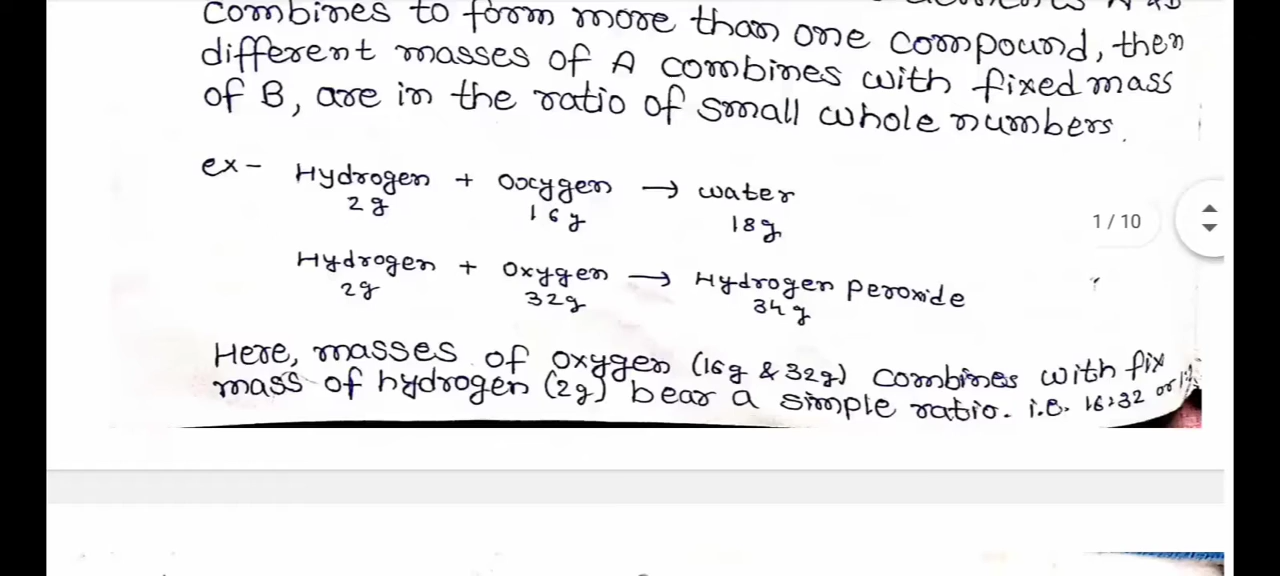 combines to form more than one compound, then
different masses of A combines with fixed mass
of B, are in the ratio of small whole numbers.
ex- Hydrogen + Oxygen → water
2g 16g 18g
1 / 10
Hydrogen + Oxygen → Hydrogen peroxide
2g 32g 34g
Here, masses of oxygen (16g & 32g) combines with fix
mass of hydrogen (2g) bear a simple ratio. i.e. 16:32 or